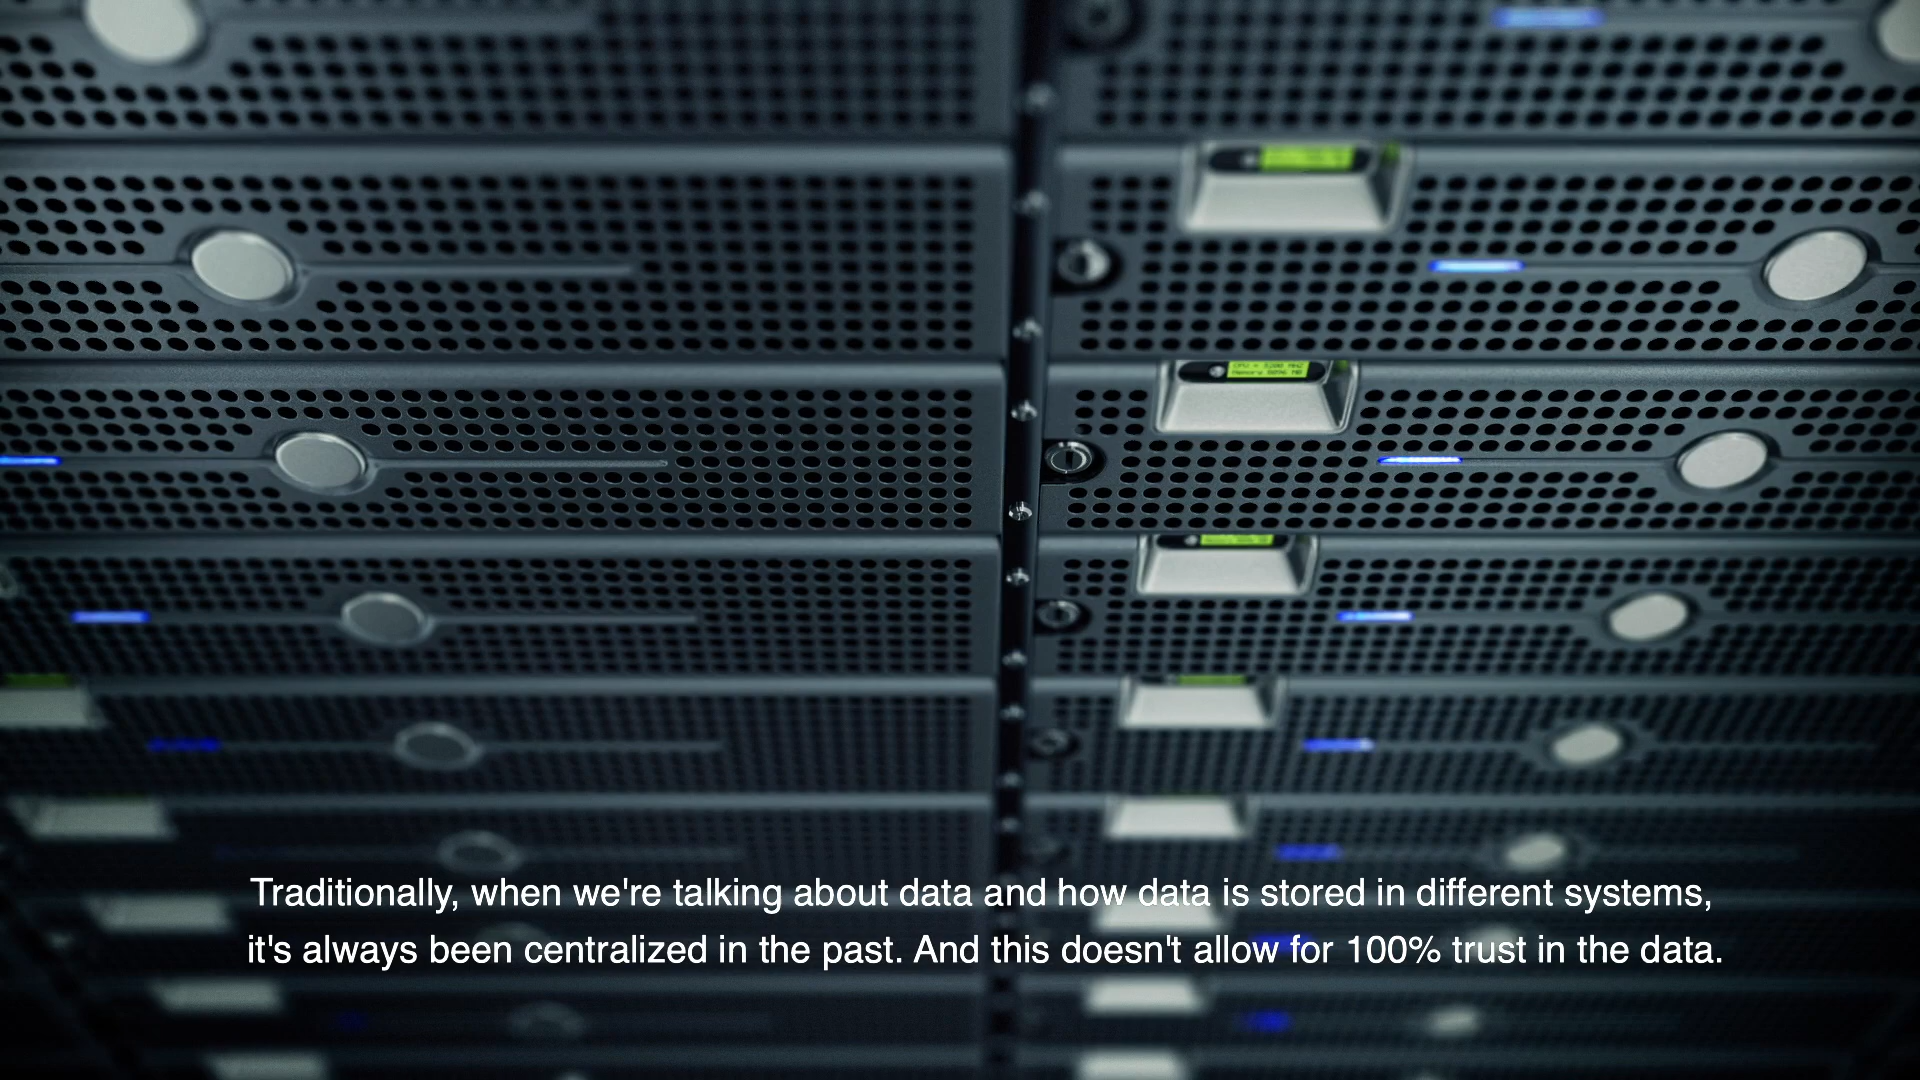 Traditionally, when we're talking about data and how data is stored in different systems,
it's always been centralized in the past. And this doesn't allow for 100% trust in the data.